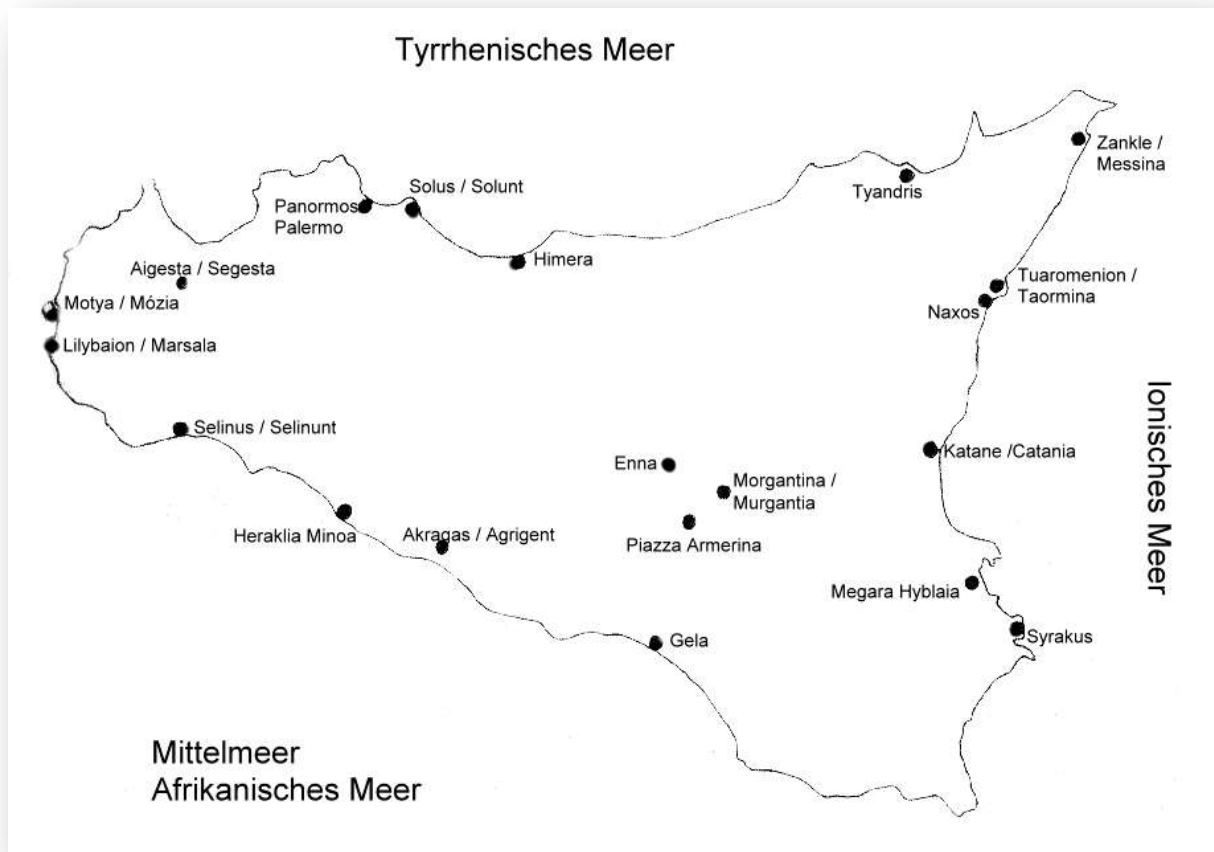 Tyrrhenisches Meer
Zankle /
Messina
Tyandris
Solus / Solunt
Panormos
Palermo
Himera
Aigesta / Segesta
Tuaromenion /
Taormina
Naxos
Motya / Mózia
Lilybaion / Marsala
Ionisches Meer
Selinus / Selinunt
Katane /Catania
Enna
Morgantina /
Murgantia
Heraklia Minoa
Akragas / Agrigent
Piazza Armerina
Megara Hyblaia
Syrakus
Gela
Mittelmeer
Afrikanisches Meer